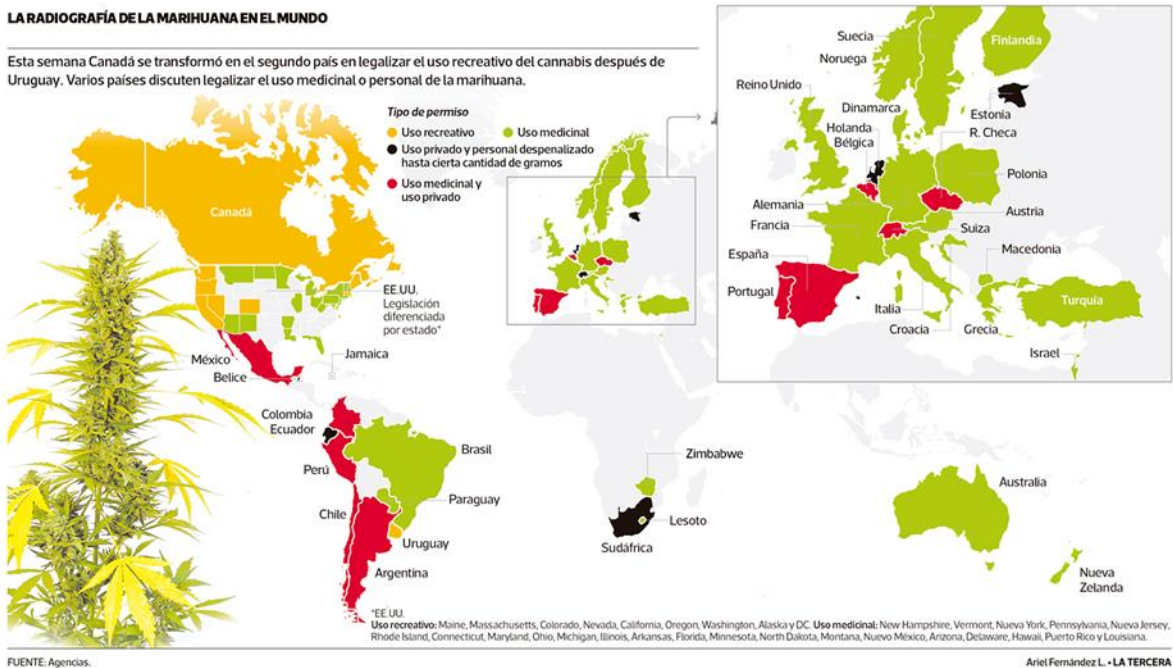 LA RADIOGRAFÍA DE LA MARIHUANA EN EL MUNDO
Esta semana Canadá se transformó en el segundo país en legalizar el uso recreativo del cannabis después de
Uruguay. Varios países discuten legalizar el uso medicinal o personal de la marihuana.
Tipo de permiso
Uso recreativo
Uso medicinal
Uso privado y personal despenalizado
hasta cierta cantidad de gramos
Uso medicinal y
uso privado
Canadá
EE.UU.
Legislación
diferenciada
por estado*
México
Belice
Jamaica
Colombia
Ecuador
Perú
Brasil
Chile
Paraguay
Uruguay
Argentina
Suecia
Noruega
Finlandia
Reino Unido
Dinamarca
Estonia
Holanda
Bélgica
R. Checa
Polonia
Alemania
Austria
Francia
Suiza
España
Macedonia
Portugal
Italia
Turquía
Croacia
Grecia
Israel
Zimbabwe
Lesoto
Sudáfrica
Australia
Nueva
Zelanda
*EE.UU.
Uso recreativo: Maine, Massachusetts, Colorado, Nevada, California, Oregon, Washington, Alaska y DC. Uso medicinal: New Hampshire, Vermont, Nueva York, Pennsylvania, Nueva Jersey,
Rhode Island, Connecticut, Maryland, Ohio, Michigan, Illinois, Arkansas, Florida, Minnesota, North Dakota, Montana, Nuevo México, Arizona, Delaware, Hawaii, Puerto Rico y Louisiana.
FUENTE: Agencias.
Ariel Fernández L. • LA TERCERA